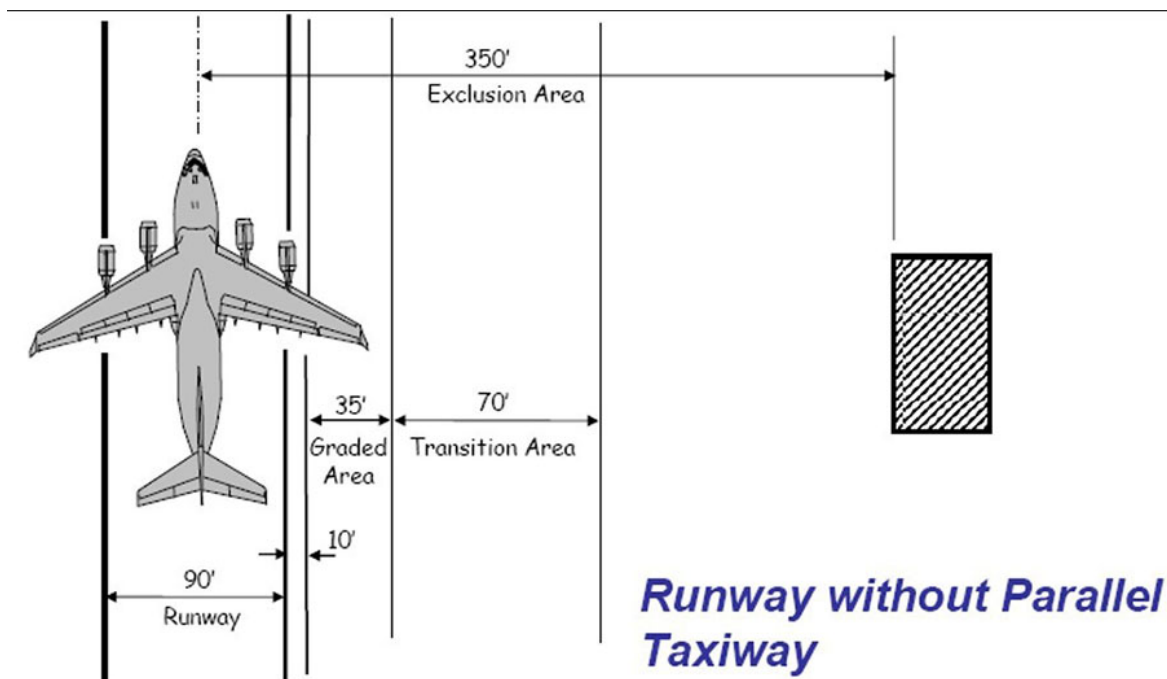 350'
Exclusion Area
35'
70'
Graded
Area
Transition Area
10'
90'
Runway
Runway without Parallel
Taxiway